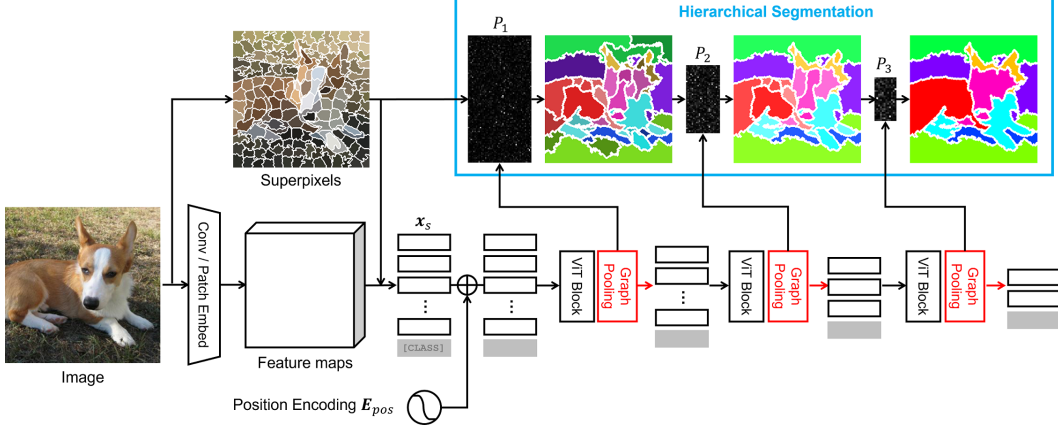 Hierarchical Segmentation
P₁
P₂
P₃
Superpixels
Conv / Patch Embed
x_s
ViT Block
Graph Pooling
ViT Block
Graph Pooling
ViT Block
Graph Pooling
...
...
...
[CLASS]
Image
Feature maps
Position Encoding E_pos